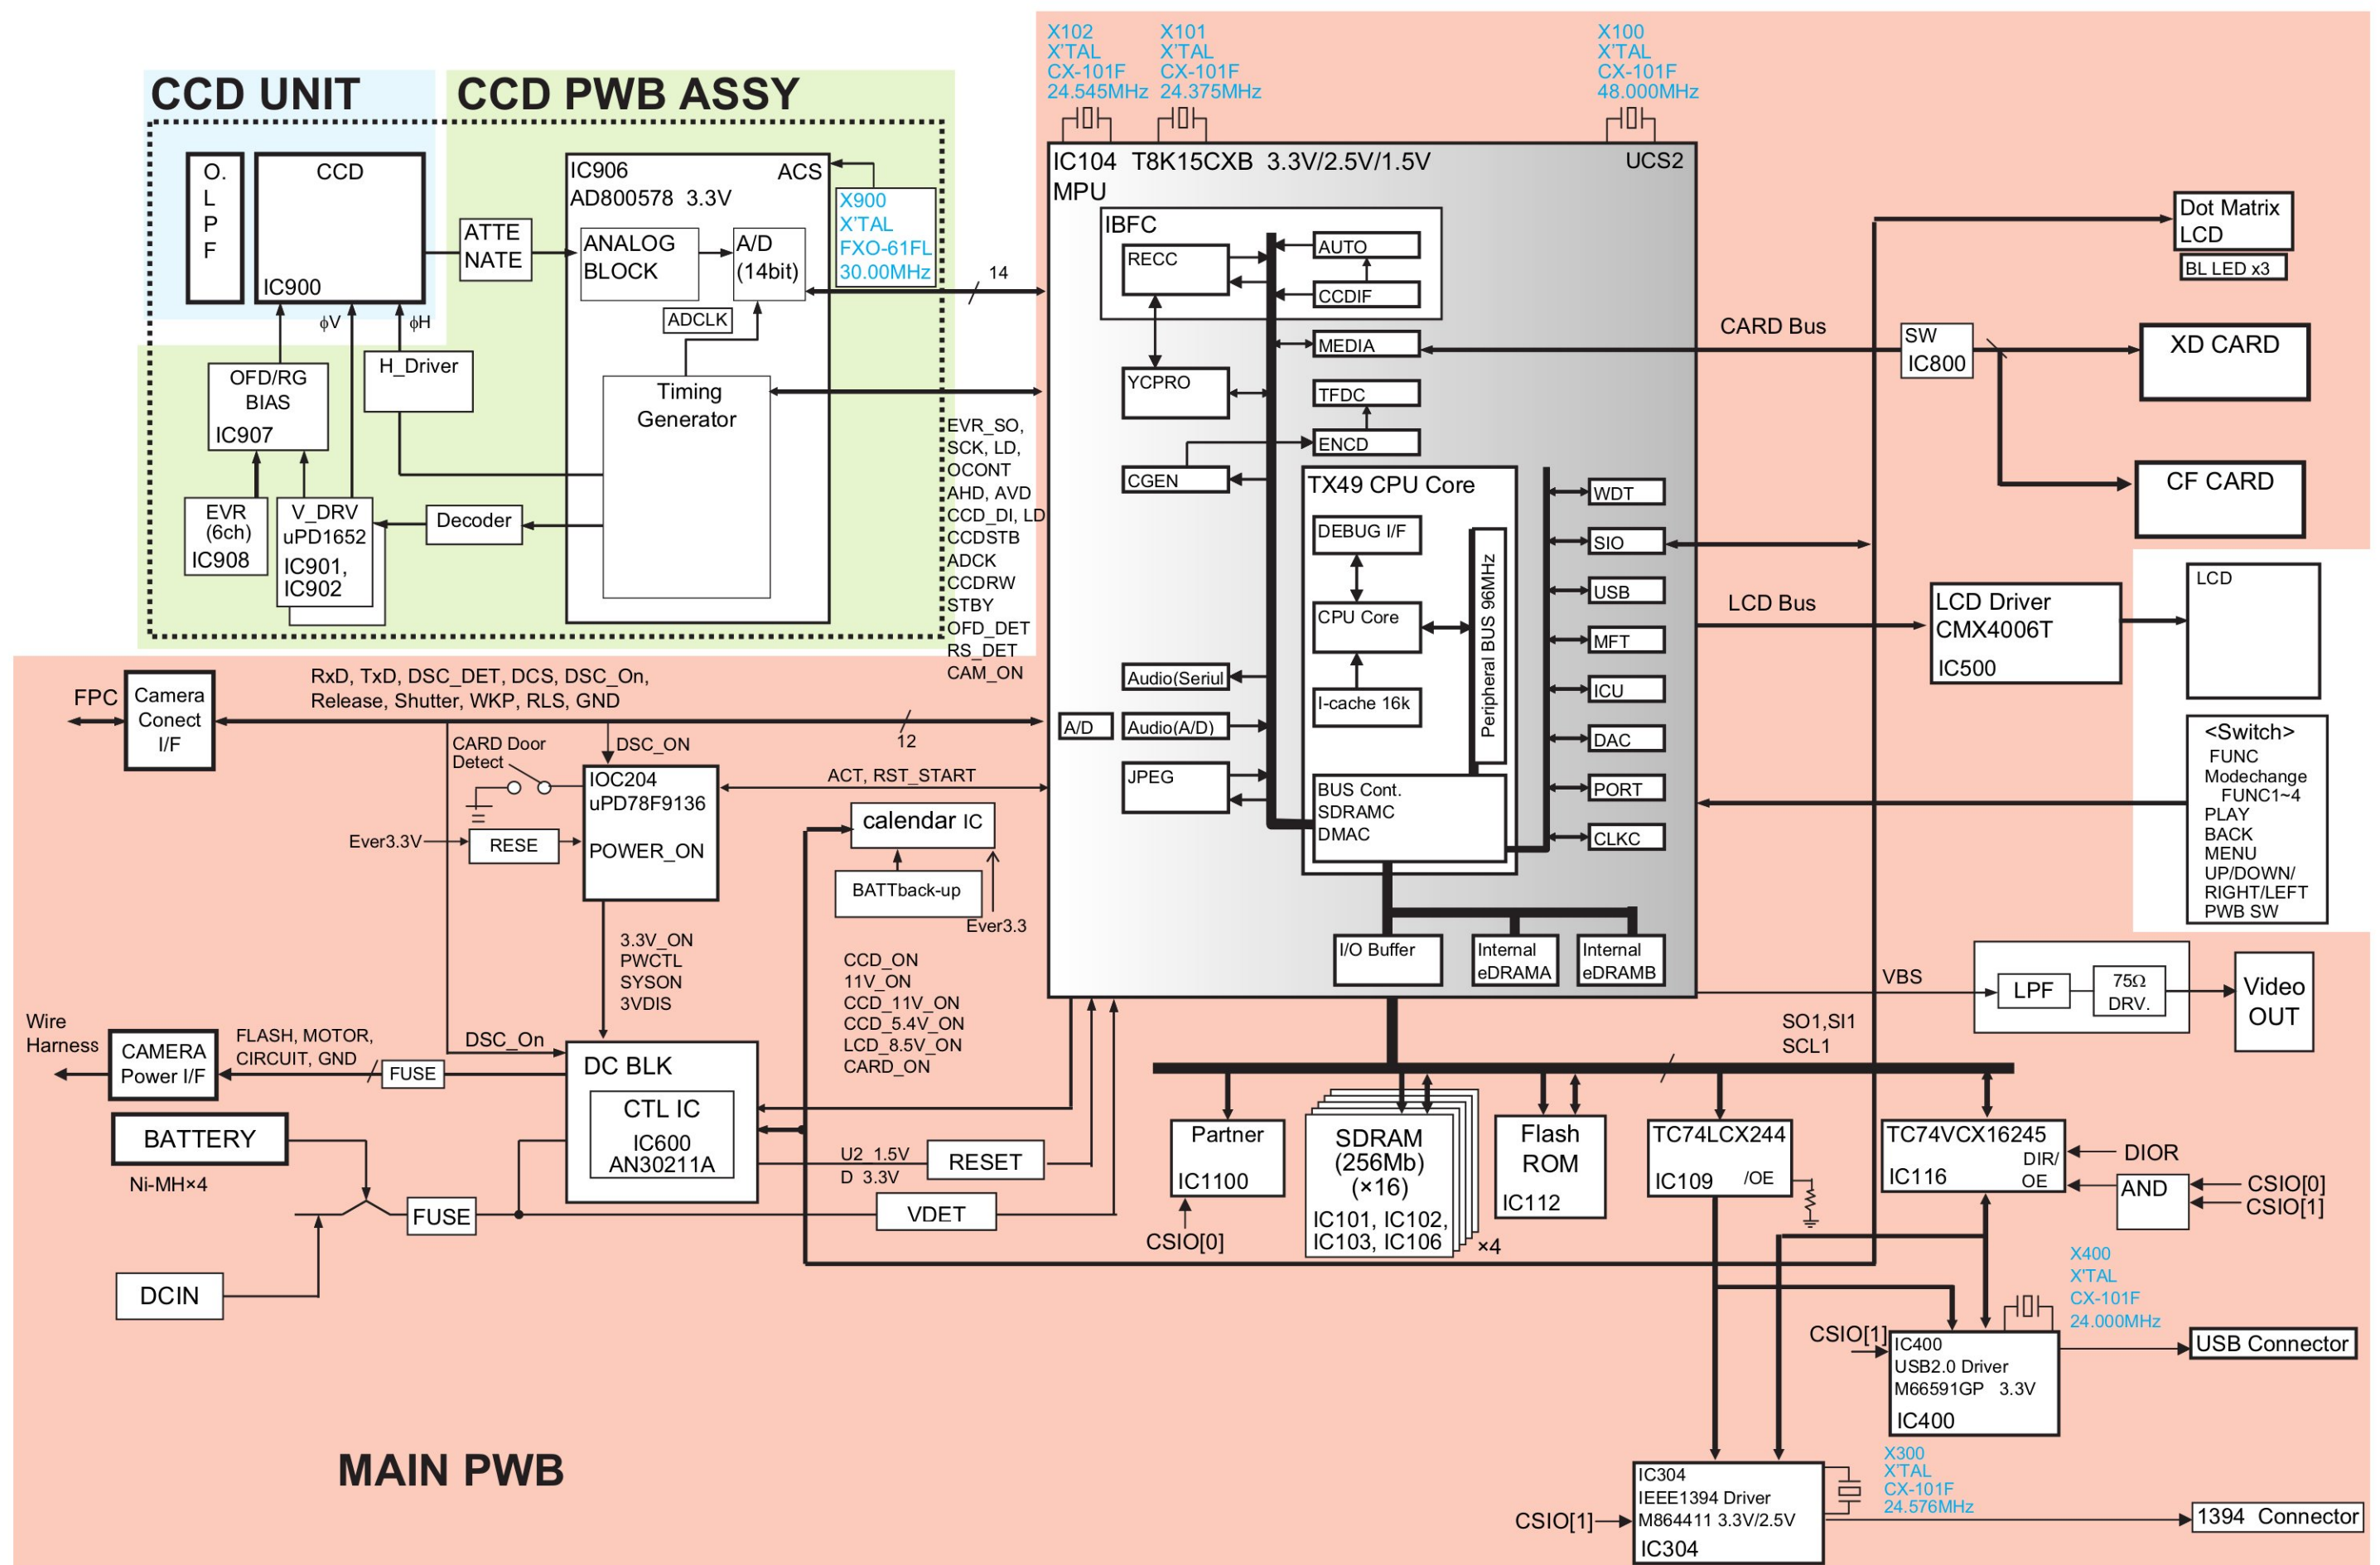 CCD UNIT
CCD PWB ASSY
O.
L
P
F
CCD
IC900
ATTE
NATE
IC906
ACS
AD800578 3.3V
ANALOG
BLOCK
A/D
(14bit)
ADCLK
X900
X'TAL
FXO-61FL
30.00MHz
14
ϕV
ϕH
OFD/RG
BIAS
IC907
H_Driver
Timing
Generator
EVR
(6ch)
IC908
V_DRV
uPD1652
IC901,
IC902
Decoder
EVR_SO,
SCK, LD,
OCONT
AHD, AVD
CCD_DI, LD
CCDSTB
ADCK
CCDRW
STBY
OFD_DET
RS_DET
CAM_ON
X102
X'TAL
CX-101F
24.545MHz
X101
X'TAL
CX-101F
24.375MHz
X100
X'TAL
CX-101F
48.000MHz
IC104 T8K15CXB 3.3V/2.5V/1.5V
UCS2
MPU
IBFC
RECC
AUTO
CCDIF
MEDIA
YCPRO
TFDC
ENCD
CGEN
TX49 CPU Core
DEBUG I/F
CPU Core
I-cache 16k
Peripheral BUS 96MHz
BUS Cont.
SDRAMC
DMAC
WDT
SIO
USB
MFT
ICU
DAC
PORT
CLKC
Audio(Seriul
A/D
Audio(A/D)
JPEG
I/O Buffer
Internal
eDRAMA
Internal
eDRAMB
CARD Bus
SW
IC800
Dot Matrix
LCD
BL LED x3
XD CARD
CF CARD
LCD Bus
LCD Driver
CMX4006T
IC500
LCD
<Switch>
FUNC
Modechange
FUNC1~4
PLAY
BACK
MENU
UP/DOWN/
RIGHT/LEFT
PWB SW
VBS
LPF
75Ω
DRV.
Video
OUT
FPC
Camera
Conect
I/F
RxD, TxD, DSC_DET, DCS, DSC_On,
Release, Shutter, WKP, RLS, GND
12
CARD Door
Detect
DSC_ON
IOC204
uPD78F9136
POWER_ON
Ever3.3V
RESE
ACT, RST_START
calendar IC
BATTback-up
Ever3.3
3.3V_ON
PWCTL
SYSON
3VDIS
CCD_ON
11V_ON
CCD_11V_ON
CCD_5.4V_ON
LCD_8.5V_ON
CARD_ON
Wire
Harness
CAMERA
Power I/F
FLASH, MOTOR,
CIRCUIT, GND
FUSE
DSC_On
DC BLK
CTL IC
IC600
AN30211A
BATTERY
Ni-MH×4
FUSE
DCIN
U2 1.5V
D 3.3V
RESET
VDET
SO1,SI1
SCL1
Partner
IC1100
CSIO[0]
SDRAM
(256Mb)
(×16)
IC101, IC102,
IC103, IC106
×4
Flash
ROM
IC112
TC74LCX244
IC109
/OE
TC74VCX16245
DIR/
IC116
OE
DIOR
AND
CSIO[0]
CSIO[1]
X400
X'TAL
CX-101F
24.000MHz
CSIO[1]
IC400
USB2.0 Driver
M66591GP 3.3V
IC400
USB Connector
X300
X'TAL
CX-101F
24.576MHz
CSIO[1]
IC304
IEEE1394 Driver
M864411 3.3V/2.5V
IC304
1394 Connector
MAIN PWB